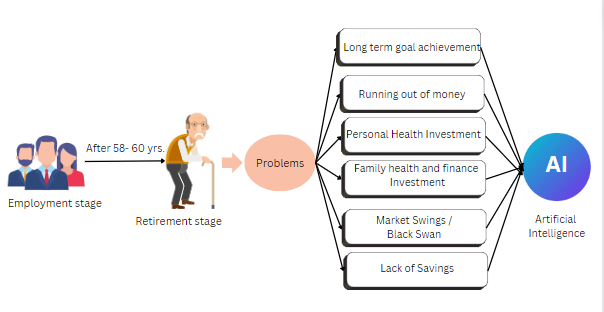 Long term goal achievement
Running out of money
After 58- 60 yrs.
Personal Health Investment
Problems
AI
Family health and finance
Investment
Employment stage
Retirement stage
Market Swings /
Black Swan
Artificial
Intelligence
Lack of Savings